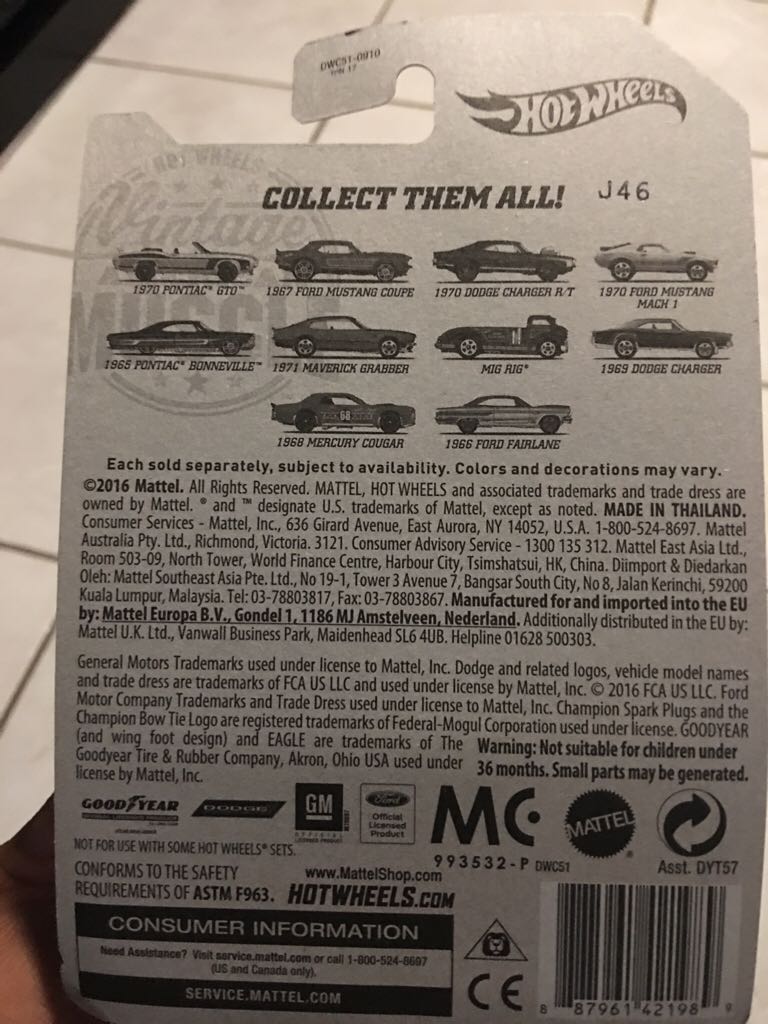 DWC51-0910
HOT WHEELS
HOT WHEELS
Vintage
COLLECT THEM ALL! J46
1970 PONTIAC® GTO™ 1967 FORD MUSTANG COUPE 1970 DODGE CHARGER R/T 1970 FORD MUSTANG
MACH 1
1965 PONTIAC® BONNEVILLE™ 1971 MAVERICK GRABBER MIG RIG® 1969 DODGE CHARGER
68
1968 MERCURY COUGAR 1966 FORD FAIRLANE
Each sold separately, subject to availability. Colors and decorations may vary.
©2016 Mattel. All Rights Reserved. MATTEL, HOT WHEELS and associated trademarks and trade dress are
owned by Mattel. ® and ™ designate U.S. trademarks of Mattel, except as noted. MADE IN THAILAND.
Consumer Services - Mattel, Inc., 636 Girard Avenue, East Aurora, NY 14052, U.S.A. 1-800-524-8697. Mattel
Australia Pty. Ltd., Richmond, Victoria. 3121. Consumer Advisory Service - 1300 135 312. Mattel East Asia Ltd.,
Room 503-09, North Tower, World Finance Centre, Harbour City, Tsimshatsui, HK, China. Diimport & Diedarkan
Oleh: Mattel Southeast Asia Pte. Ltd., No 19-1, Tower 3 Avenue 7, Bangsar South City, No 8, Jalan Kerinchi, 59200
Kuala Lumpur, Malaysia. Tel: 03-78803817, Fax: 03-78803867. Manufactured for and imported into the EU
by: Mattel Europa B.V., Gondel 1, 1186 MJ Amstelveen, Nederland. Additionally distributed in the EU by:
Mattel U.K. Ltd., Vanwall Business Park, Maidenhead SL6 4UB. Helpline 01628 500303.
General Motors Trademarks used under license to Mattel, Inc. Dodge and related logos, vehicle model names
and trade dress are trademarks of FCA US LLC and used under license by Mattel, Inc. © 2016 FCA US LLC. Ford
Motor Company Trademarks and Trade Dress used under license to Mattel, Inc. Champion Spark Plugs and the
Champion Bow Tie Logo are registered trademarks of Federal-Mogul Corporation used under license. GOODYEAR
(and wing foot design) and EAGLE are trademarks of The
Goodyear Tire & Rubber Company, Akron, Ohio USA used under
license by Mattel, Inc.
Warning: Not suitable for children under
36 months. Small parts may be generated.
GOODYEAR DODGE GM Ford
Official
Licensed
Product
MC MATTEL
NOT FOR USE WITH SOME HOT WHEELS® SETS.
993532-P DWC51 Asst. DYT57
CONFORMS TO THE SAFETY
REQUIREMENTS OF ASTM F963.
www.MattelShop.com
HOTWHEELS.COM
CONSUMER INFORMATION
Need Assistance? Visit service.mattel.com or call 1-800-524-8697
(US and Canada only).
SERVICE.MATTEL.COM
CE
8 87961 42198 9